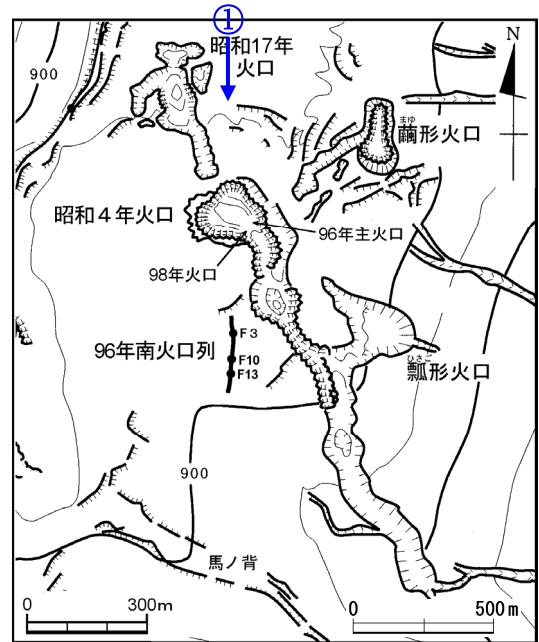 ①
昭和17年
火口
900
N
まゆ
繭形火口
昭和4年火口
96年主火口
98年火口
96年南火口列
F3
F10
F13
ひさご
瓢形火口
900
馬ノ背
0 300m
0 500m